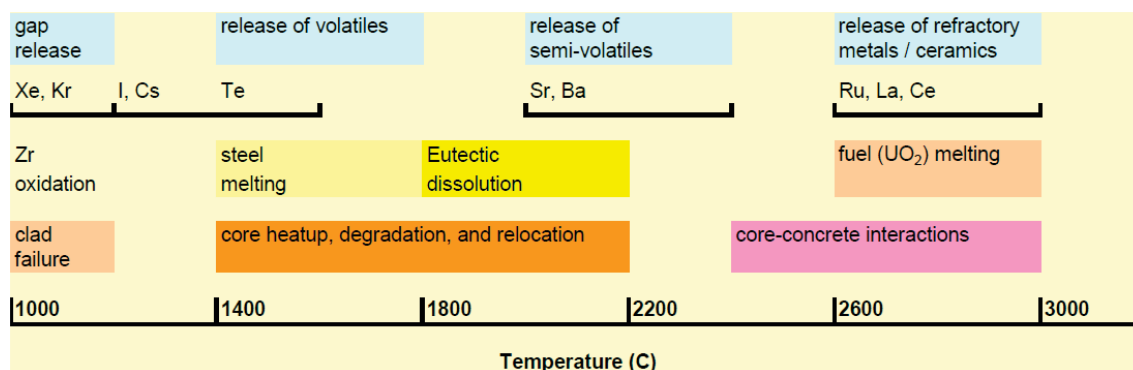 gap
release
release of volatiles
release of
semi-volatiles
release of refractory
metals / ceramics
Xe, Kr
I, Cs
Te
Sr, Ba
Ru, La, Ce
Zr
oxidation
steel
melting
Eutectic
dissolution
fuel (UO₂) melting
clad
failure
core heatup, degradation, and relocation
core-concrete interactions
1000
1400
1800
2200
2600
3000
Temperature (C)